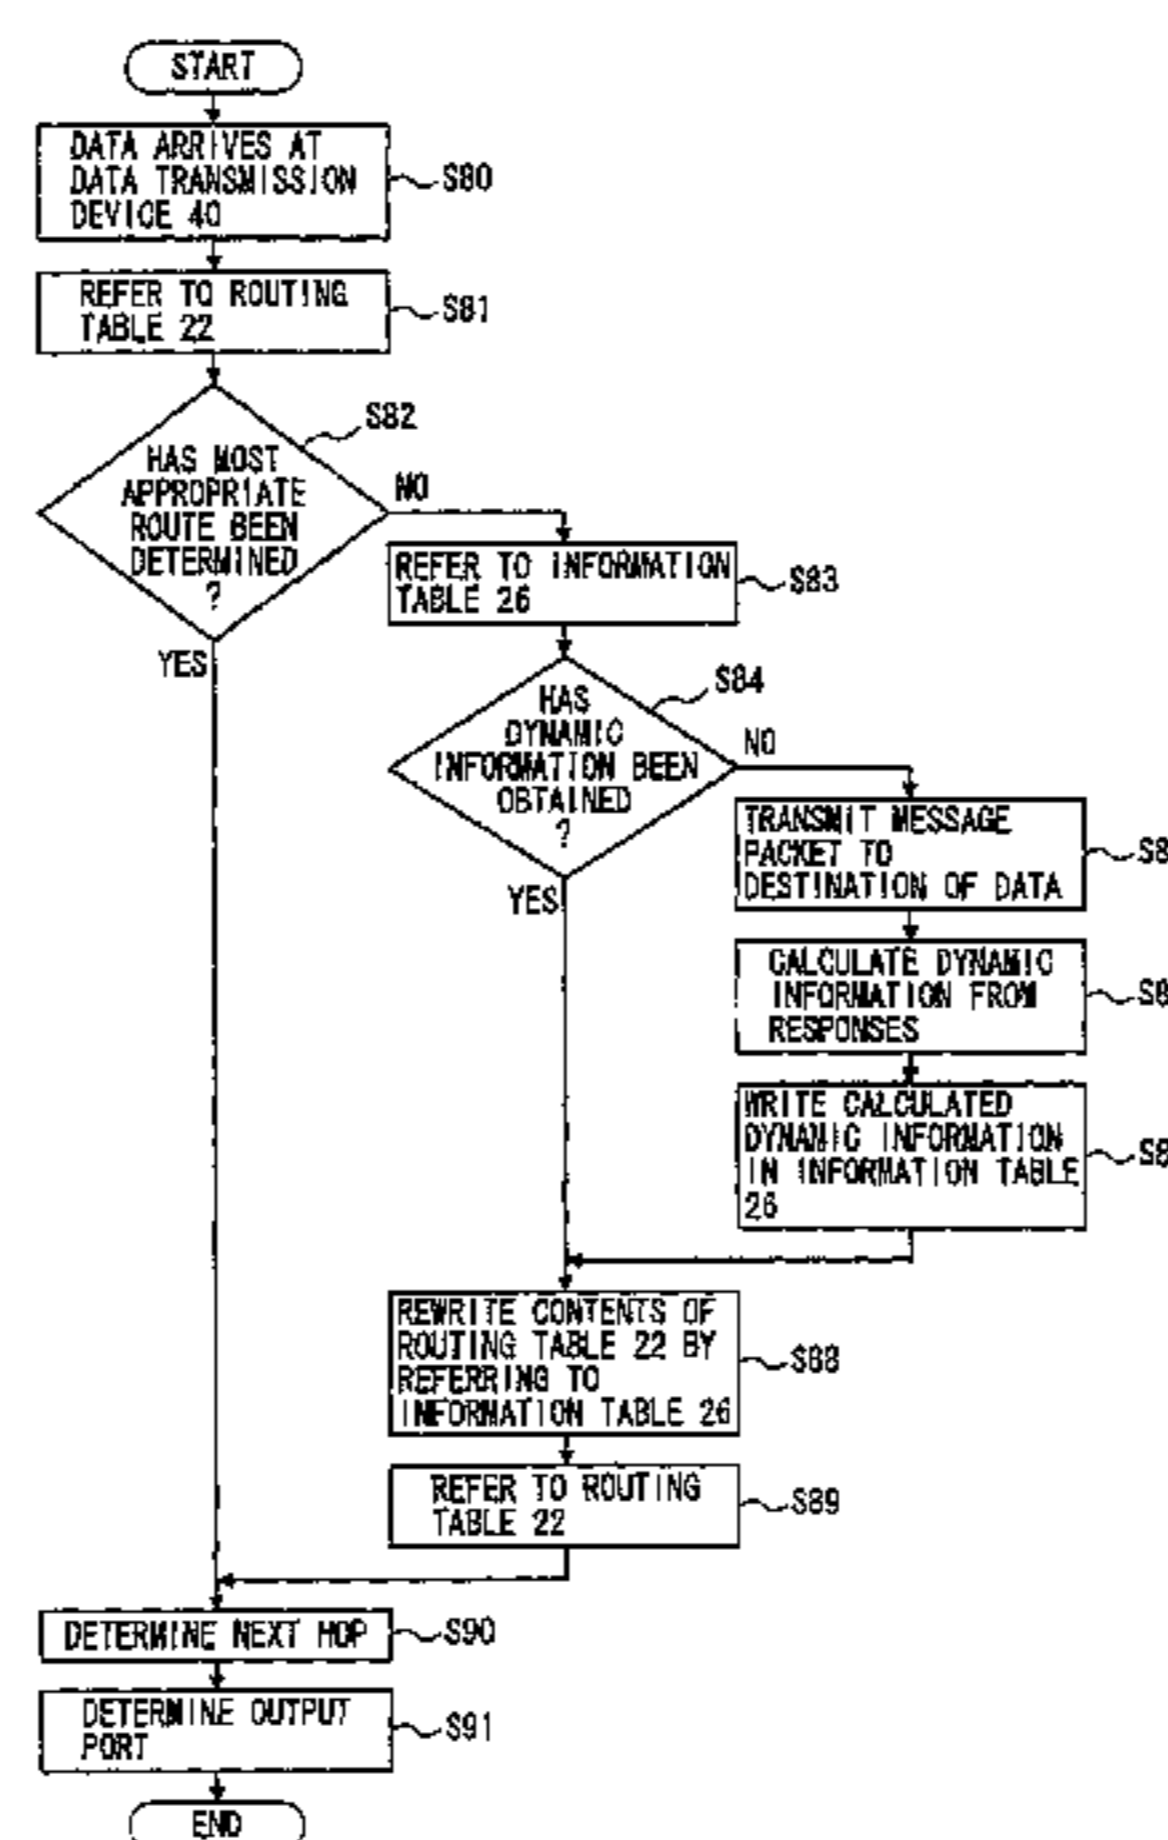 START
DATA ARRIVES AT
DATA TRANSMISSION
DEVICE 40
S80
REFER TO ROUTING
TABLE 22
S81
HAS MOST
APPROPRIATE
ROUTE BEEN
DETERMINED
?
S82
NO
YES
REFER TO INFORMATION
TABLE 26
S83
HAS
DYNAMIC
INFORMATION BEEN
OBTAINED
?
S84
NO
YES
TRANSMIT MESSAGE
PACKET TO
DESTINATION OF DATA
S8
CALCULATE DYNAMIC
INFORMATION FROM
RESPONSES
S8
WRITE CALCULATED
DYNAMIC INFORMATION
IN INFORMATION TABLE
26
S8
REWRITE CONTENTS OF
ROUTING TABLE 22 BY
REFERRING TO
INFORMATION TABLE 26
S88
REFER TO ROUTING
TABLE 22
S89
DETERMINE NEXT HOP
S90
DETERMINE OUTPUT
PORT
S91
END